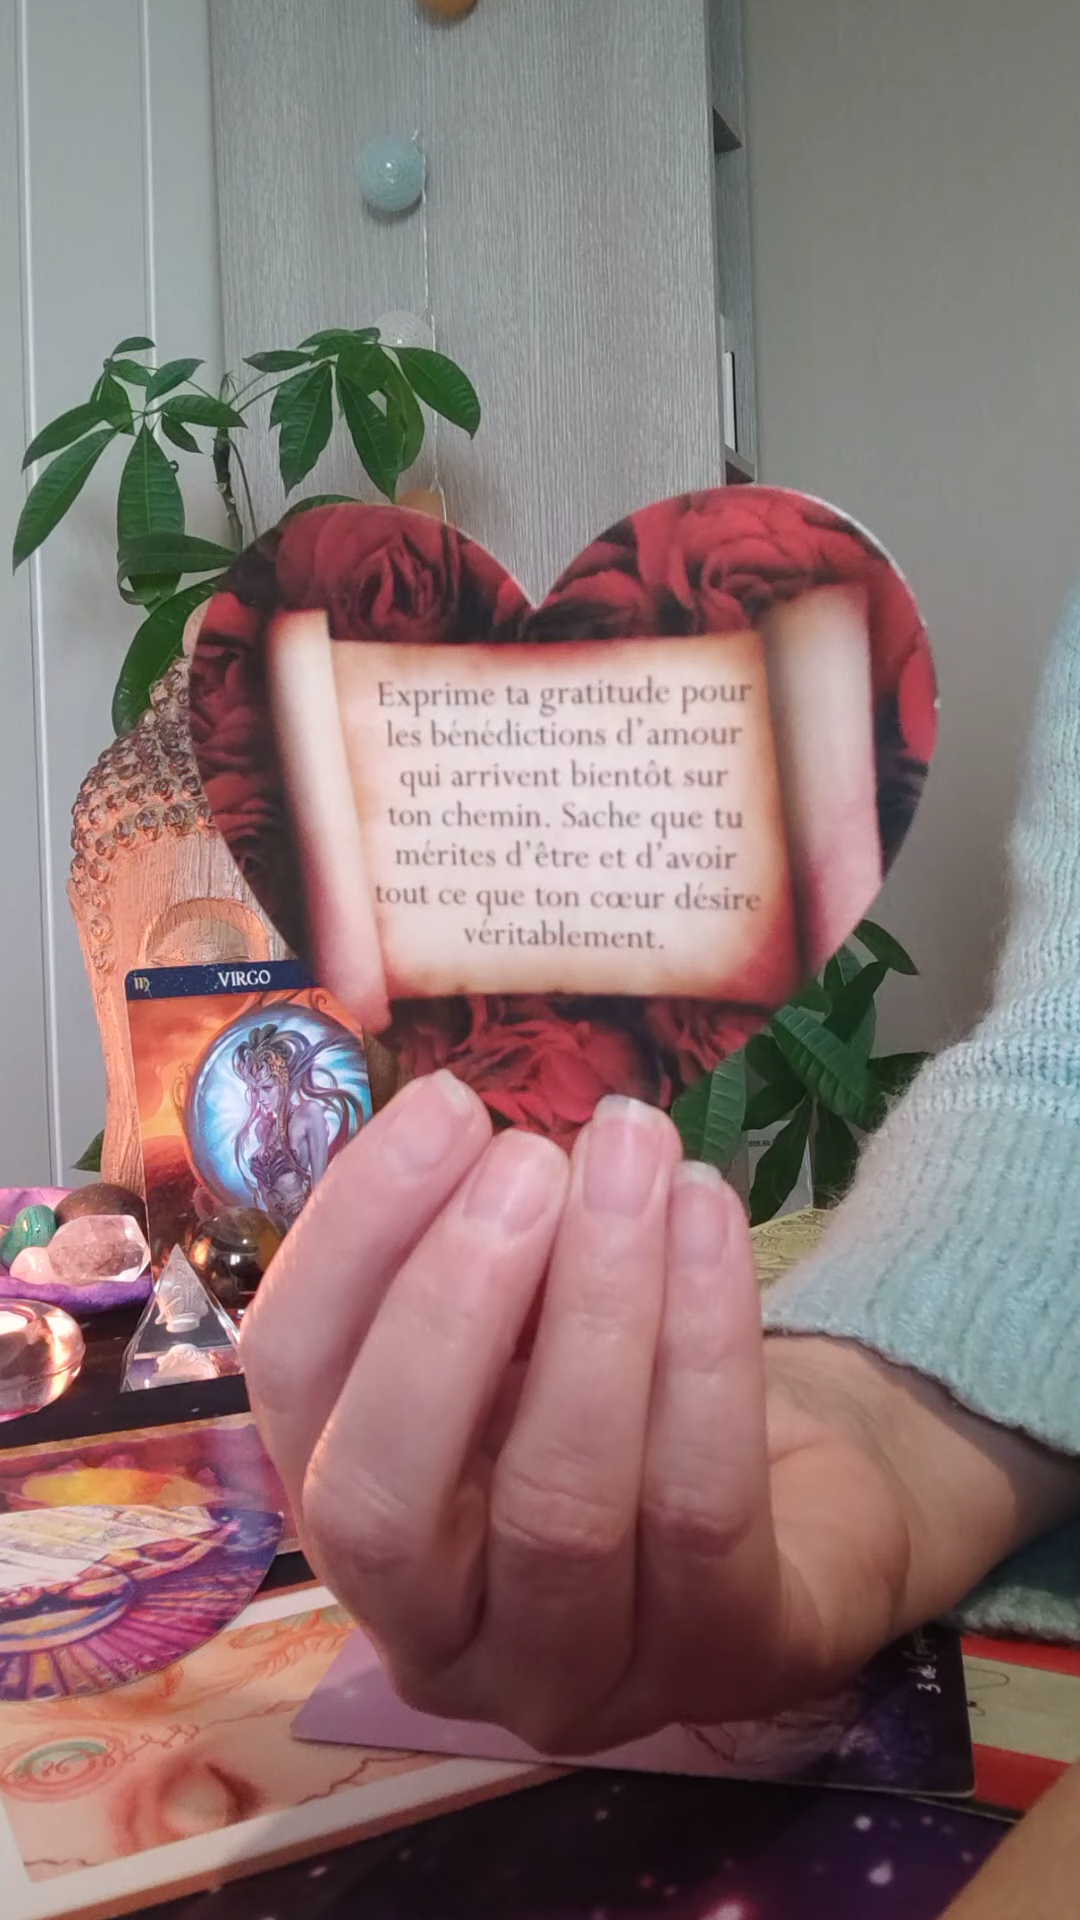 Exprime ta gratitude pour
les bénédictions d'amour
qui arrivent bientôt sur
ton chemin. Sache que tu
mérites d'être et d'avoir
tout ce que ton cœur désire
véritablement.
♍ VIRGO